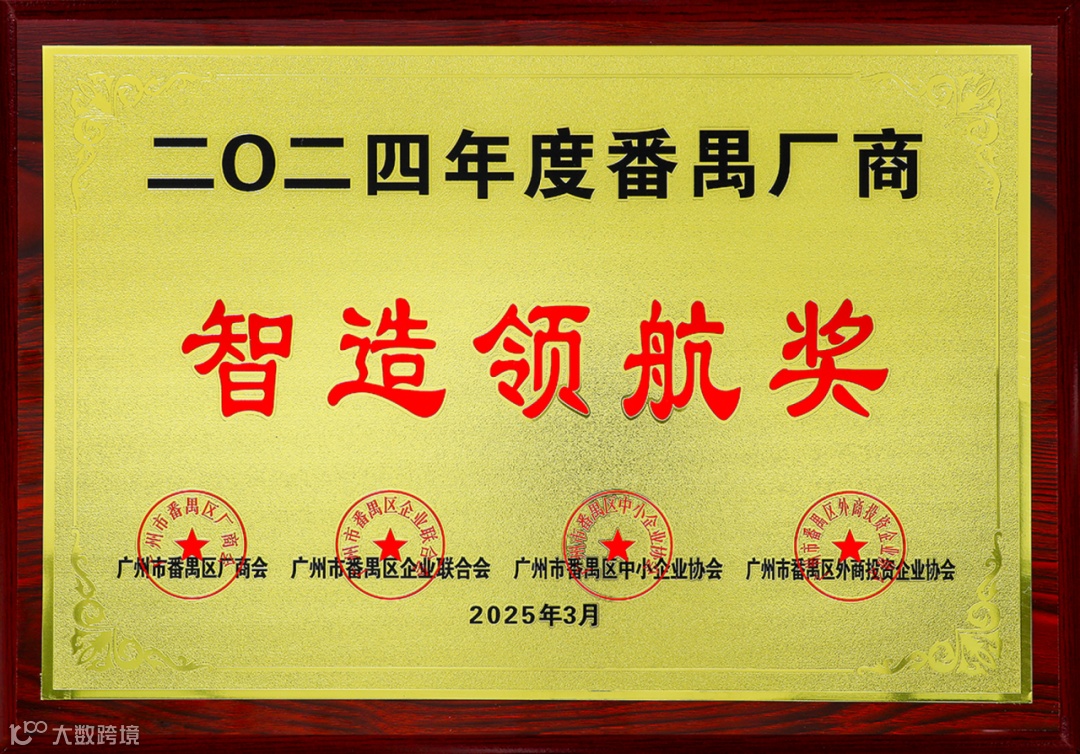 二O二四年度番禺厂商
智造领航奖
广州市番禺区厂商会 广州市番禺区企业联合会 广州市番禺区中小企业协会 广州市番禺区外商投资企业协会
2025年3月
大数跨境